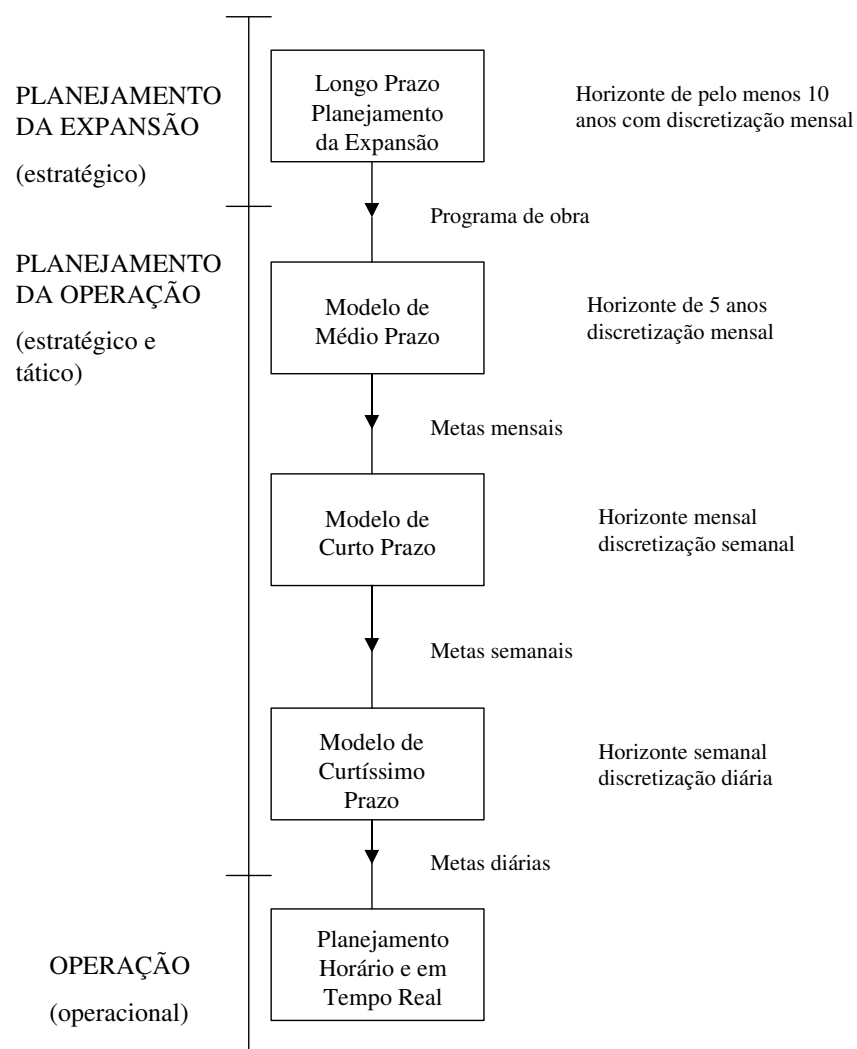 PLANEJAMENTO
DA EXPANSÃO
(estratégico)
Longo Prazo
Planejamento
da Expansão
Horizonte de pelo menos 10
anos com discretização mensal
Programa de obra
PLANEJAMENTO
DA OPERAÇÃO
(estratégico e
tático)
Modelo de
Médio Prazo
Horizonte de 5 anos
discretização mensal
Metas mensais
Modelo de
Curto Prazo
Horizonte mensal
discretização semanal
Metas semanais
Modelo de
Curtíssimo
Prazo
Horizonte semanal
discretização diária
Metas diárias
OPERAÇÃO
(operacional)
Planejamento
Horário e em
Tempo Real